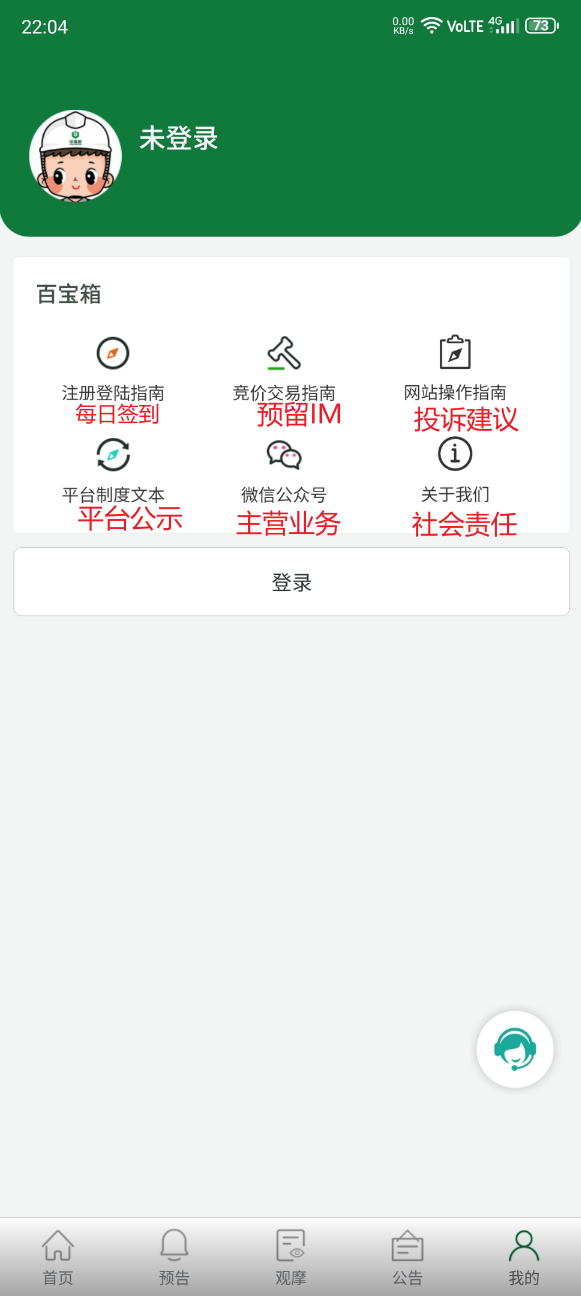 22:04 0.00 KB/s VoLTE 4G 73
未登录
百宝箱
注册登陆指南 竞价交易指南 网站操作指南
每日签到 预留IM 投诉建议
平台制度文本 微信公众号 关于我们
平台公示 主营业务 社会责任
登录
首页 预告 观摩 公告 我的